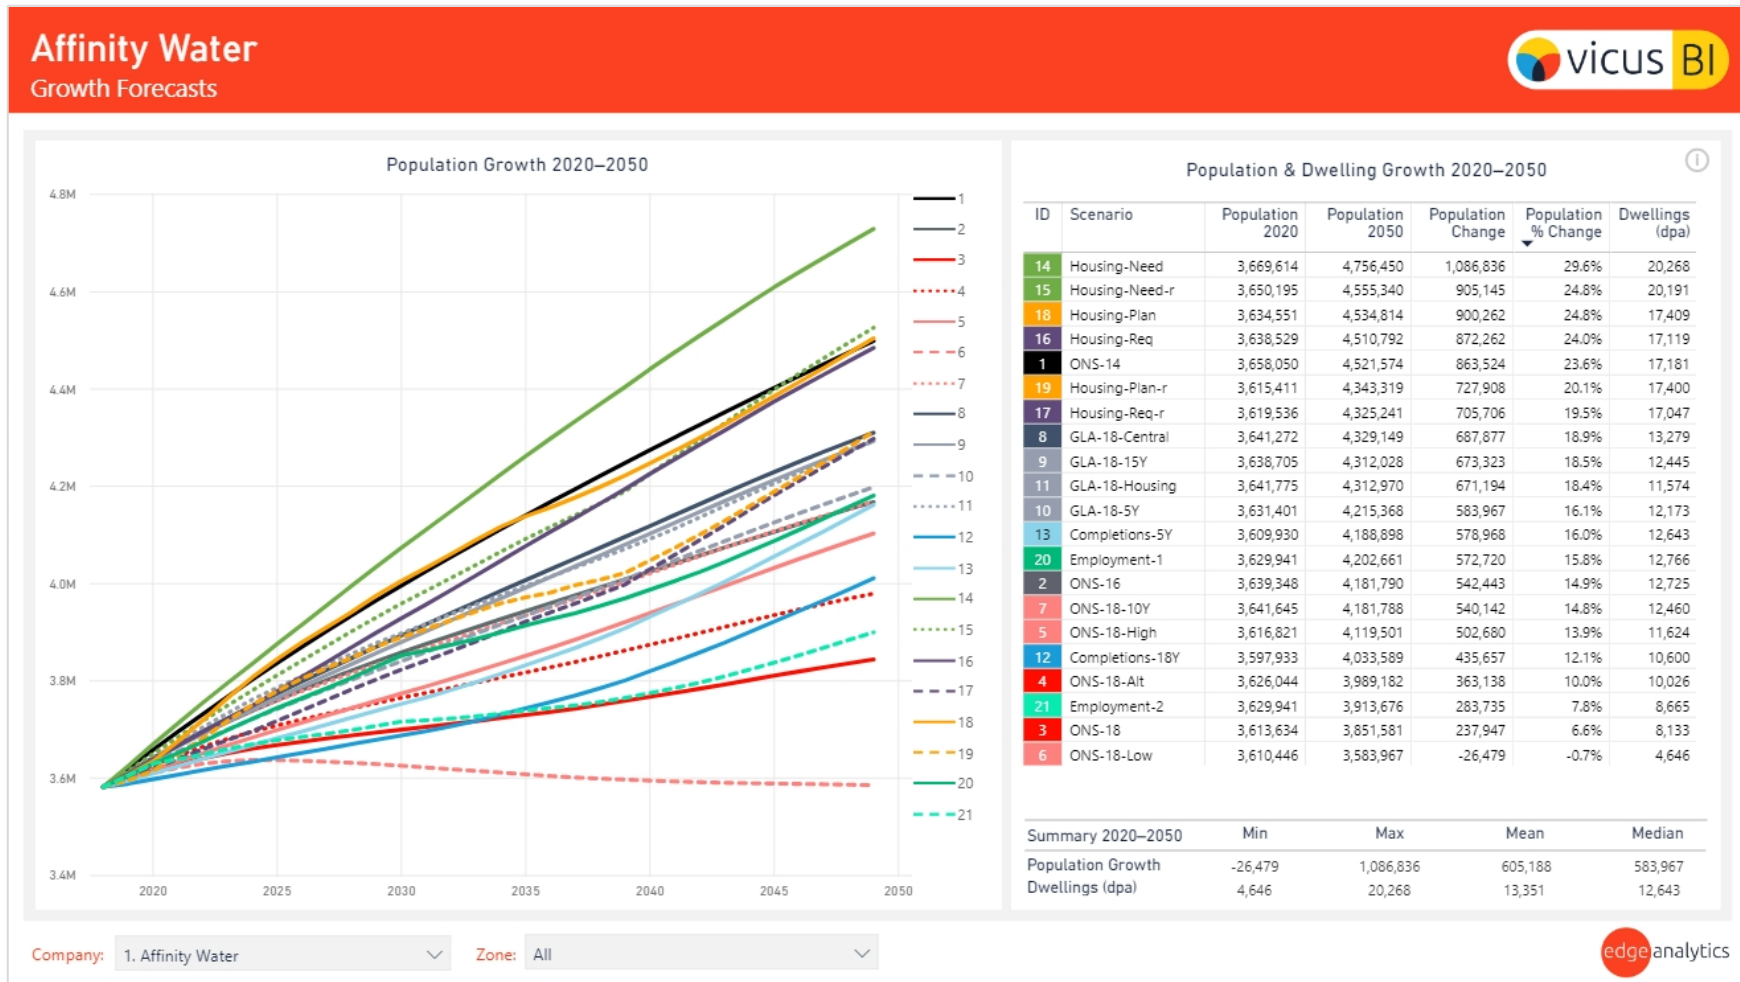 Affinity Water
Growth Forecasts
vicus BI
Population Growth 2020–2050
4.8M
4.6M
4.4M
4.2M
4.0M
3.8M
3.6M
3.4M
2020 2025 2030 2035 2040 2045 2050
1
2
3
4
5
6
7
8
9
10
11
12
13
14
15
16
17
18
19
20
21
Population & Dwelling Growth 2020–2050
i
ID Scenario Population 2020 Population 2050 Population Change Population % Change Dwellings (dpa)
14 Housing-Need 3,669,614 4,756,450 1,086,836 29.6% 20,268
15 Housing-Need-r 3,650,195 4,555,340 905,145 24.8% 20,191
18 Housing-Plan 3,634,551 4,534,814 900,262 24.8% 17,409
16 Housing-Req 3,638,529 4,510,792 872,262 24.0% 17,119
1 ONS-14 3,658,050 4,521,574 863,524 23.6% 17,181
19 Housing-Plan-r 3,615,411 4,343,319 727,908 20.1% 17,400
17 Housing-Req-r 3,619,536 4,325,241 705,706 19.5% 17,047
8 GLA-18-Central 3,641,272 4,329,149 687,877 18.9% 13,279
9 GLA-18-15Y 3,638,705 4,312,028 673,323 18.5% 12,445
11 GLA-18-Housing 3,641,775 4,312,970 671,194 18.4% 11,574
10 GLA-18-5Y 3,631,401 4,215,368 583,967 16.1% 12,173
13 Completions-5Y 3,609,930 4,188,898 578,968 16.0% 12,643
20 Employment-1 3,629,941 4,202,661 572,720 15.8% 12,766
2 ONS-16 3,639,348 4,181,790 542,443 14.9% 12,725
7 ONS-18-10Y 3,641,645 4,181,788 540,142 14.8% 12,460
5 ONS-18-High 3,616,821 4,119,501 502,680 13.9% 11,624
12 Completions-18Y 3,597,933 4,033,589 435,657 12.1% 10,600
4 ONS-18-Alt 3,626,044 3,989,182 363,138 10.0% 10,026
21 Employment-2 3,629,941 3,913,676 283,735 7.8% 8,665
3 ONS-18 3,613,634 3,851,581 237,947 6.6% 8,133
6 ONS-18-Low 3,610,446 3,583,967 -26,479 -0.7% 4,646
Summary 2020–2050 Min Max Mean Median
Population Growth -26,479 1,086,836 605,188 583,967
Dwellings (dpa) 4,646 20,268 13,351 12,643
Company: 1. Affinity Water Zone: All
edge analytics